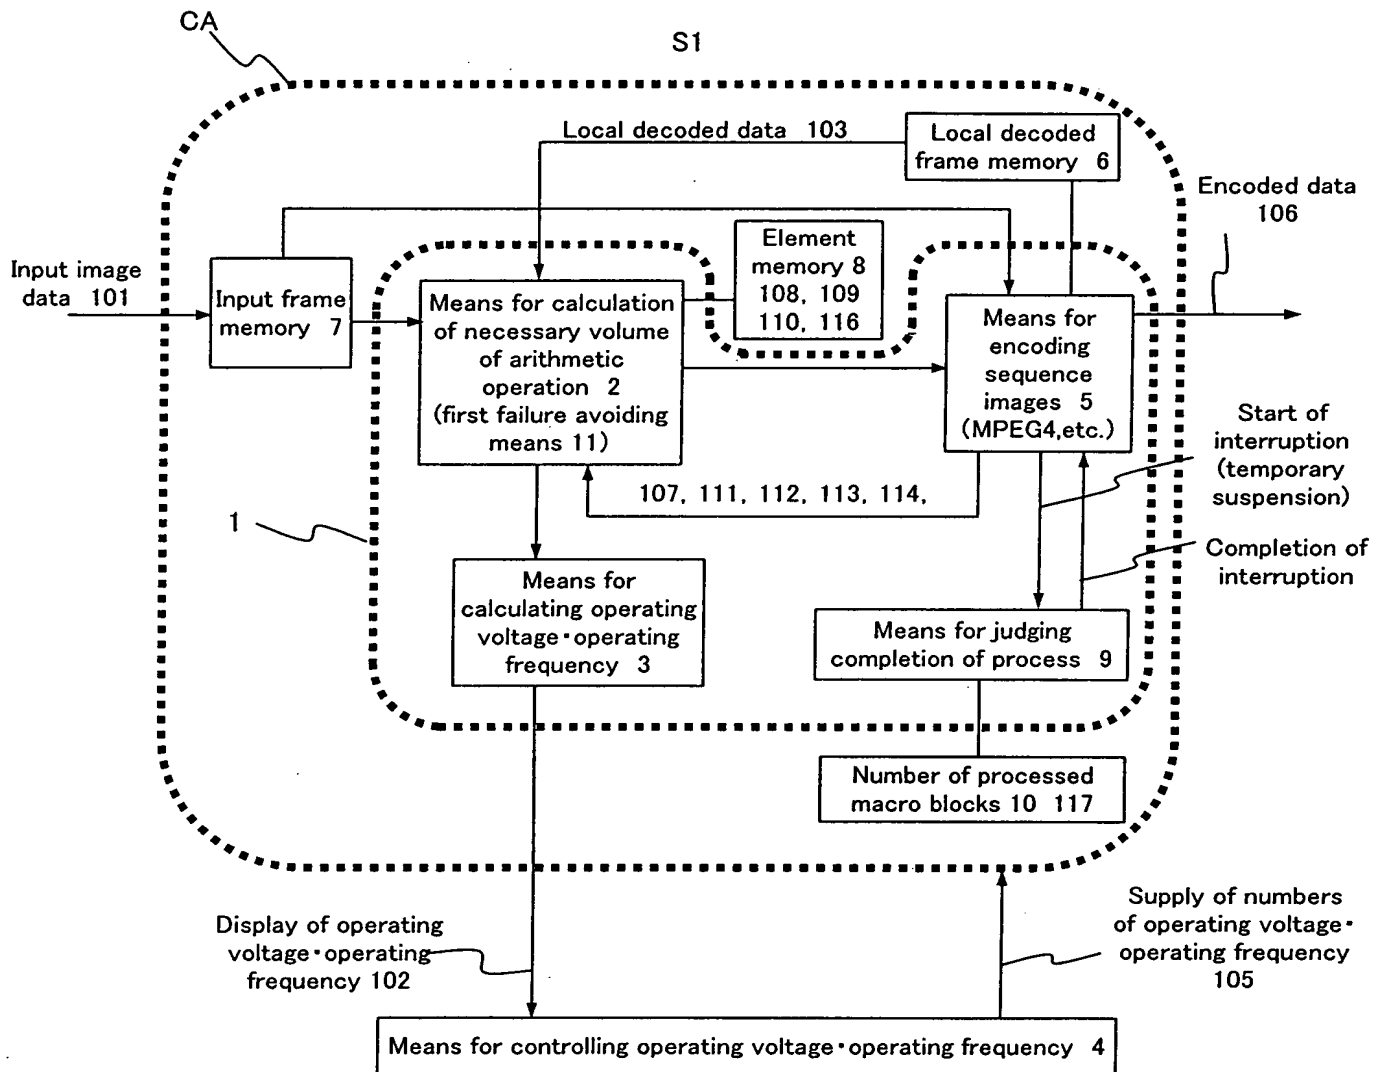 CA
S1
Local decoded data 103
Local decoded
frame memory 6
Encoded data
106
Input image
data 101
Input frame
memory 7
Element
memory 8
108, 109
110, 116
Means for calculation
of necessary volume
of arithmetic
operation 2
(first failure avoiding
means 11)
Means for
encoding
sequence
images 5
(MPEG4,etc.)
Start of
interruption
(temporary
suspension)
107, 111, 112, 113, 114,
1
Completion of
interruption
Means for
calculating operating
voltage・operating
frequency 3
Means for judging
completion of process 9
Number of processed
macro blocks 10 117
Display of operating
voltage・operating
frequency 102
Supply of numbers
of operating voltage・
operating frequency
105
Means for controlling operating voltage・operating frequency 4